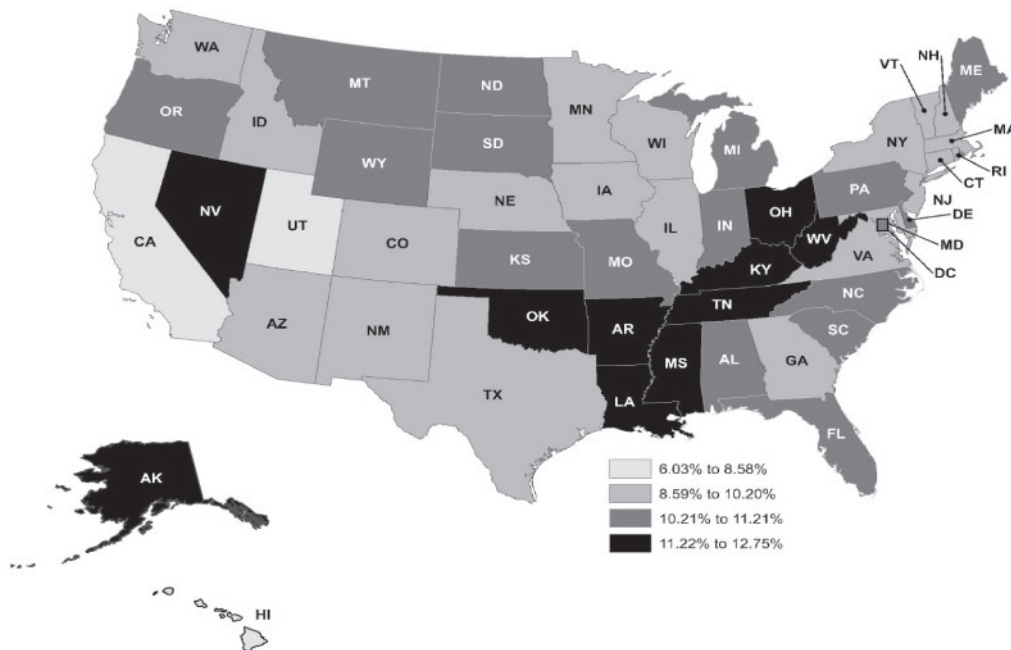 WA
MT
ND
MN
VT
NH
ME
OR
ID
WY
SD
WI
MI
NY
MA
RI
CT
NV
UT
CA
CO
NE
IA
IL
IN
OH
PA
NJ
DE
MD
DC
WV
VA
KS
MO
KY
AZ
NM
OK
AR
TN
NC
SC
MS
AL
GA
TX
LA
FL
AK
HI
6.03% to 8.58%
8.59% to 10.20%
10.21% to 11.21%
11.22% to 12.75%